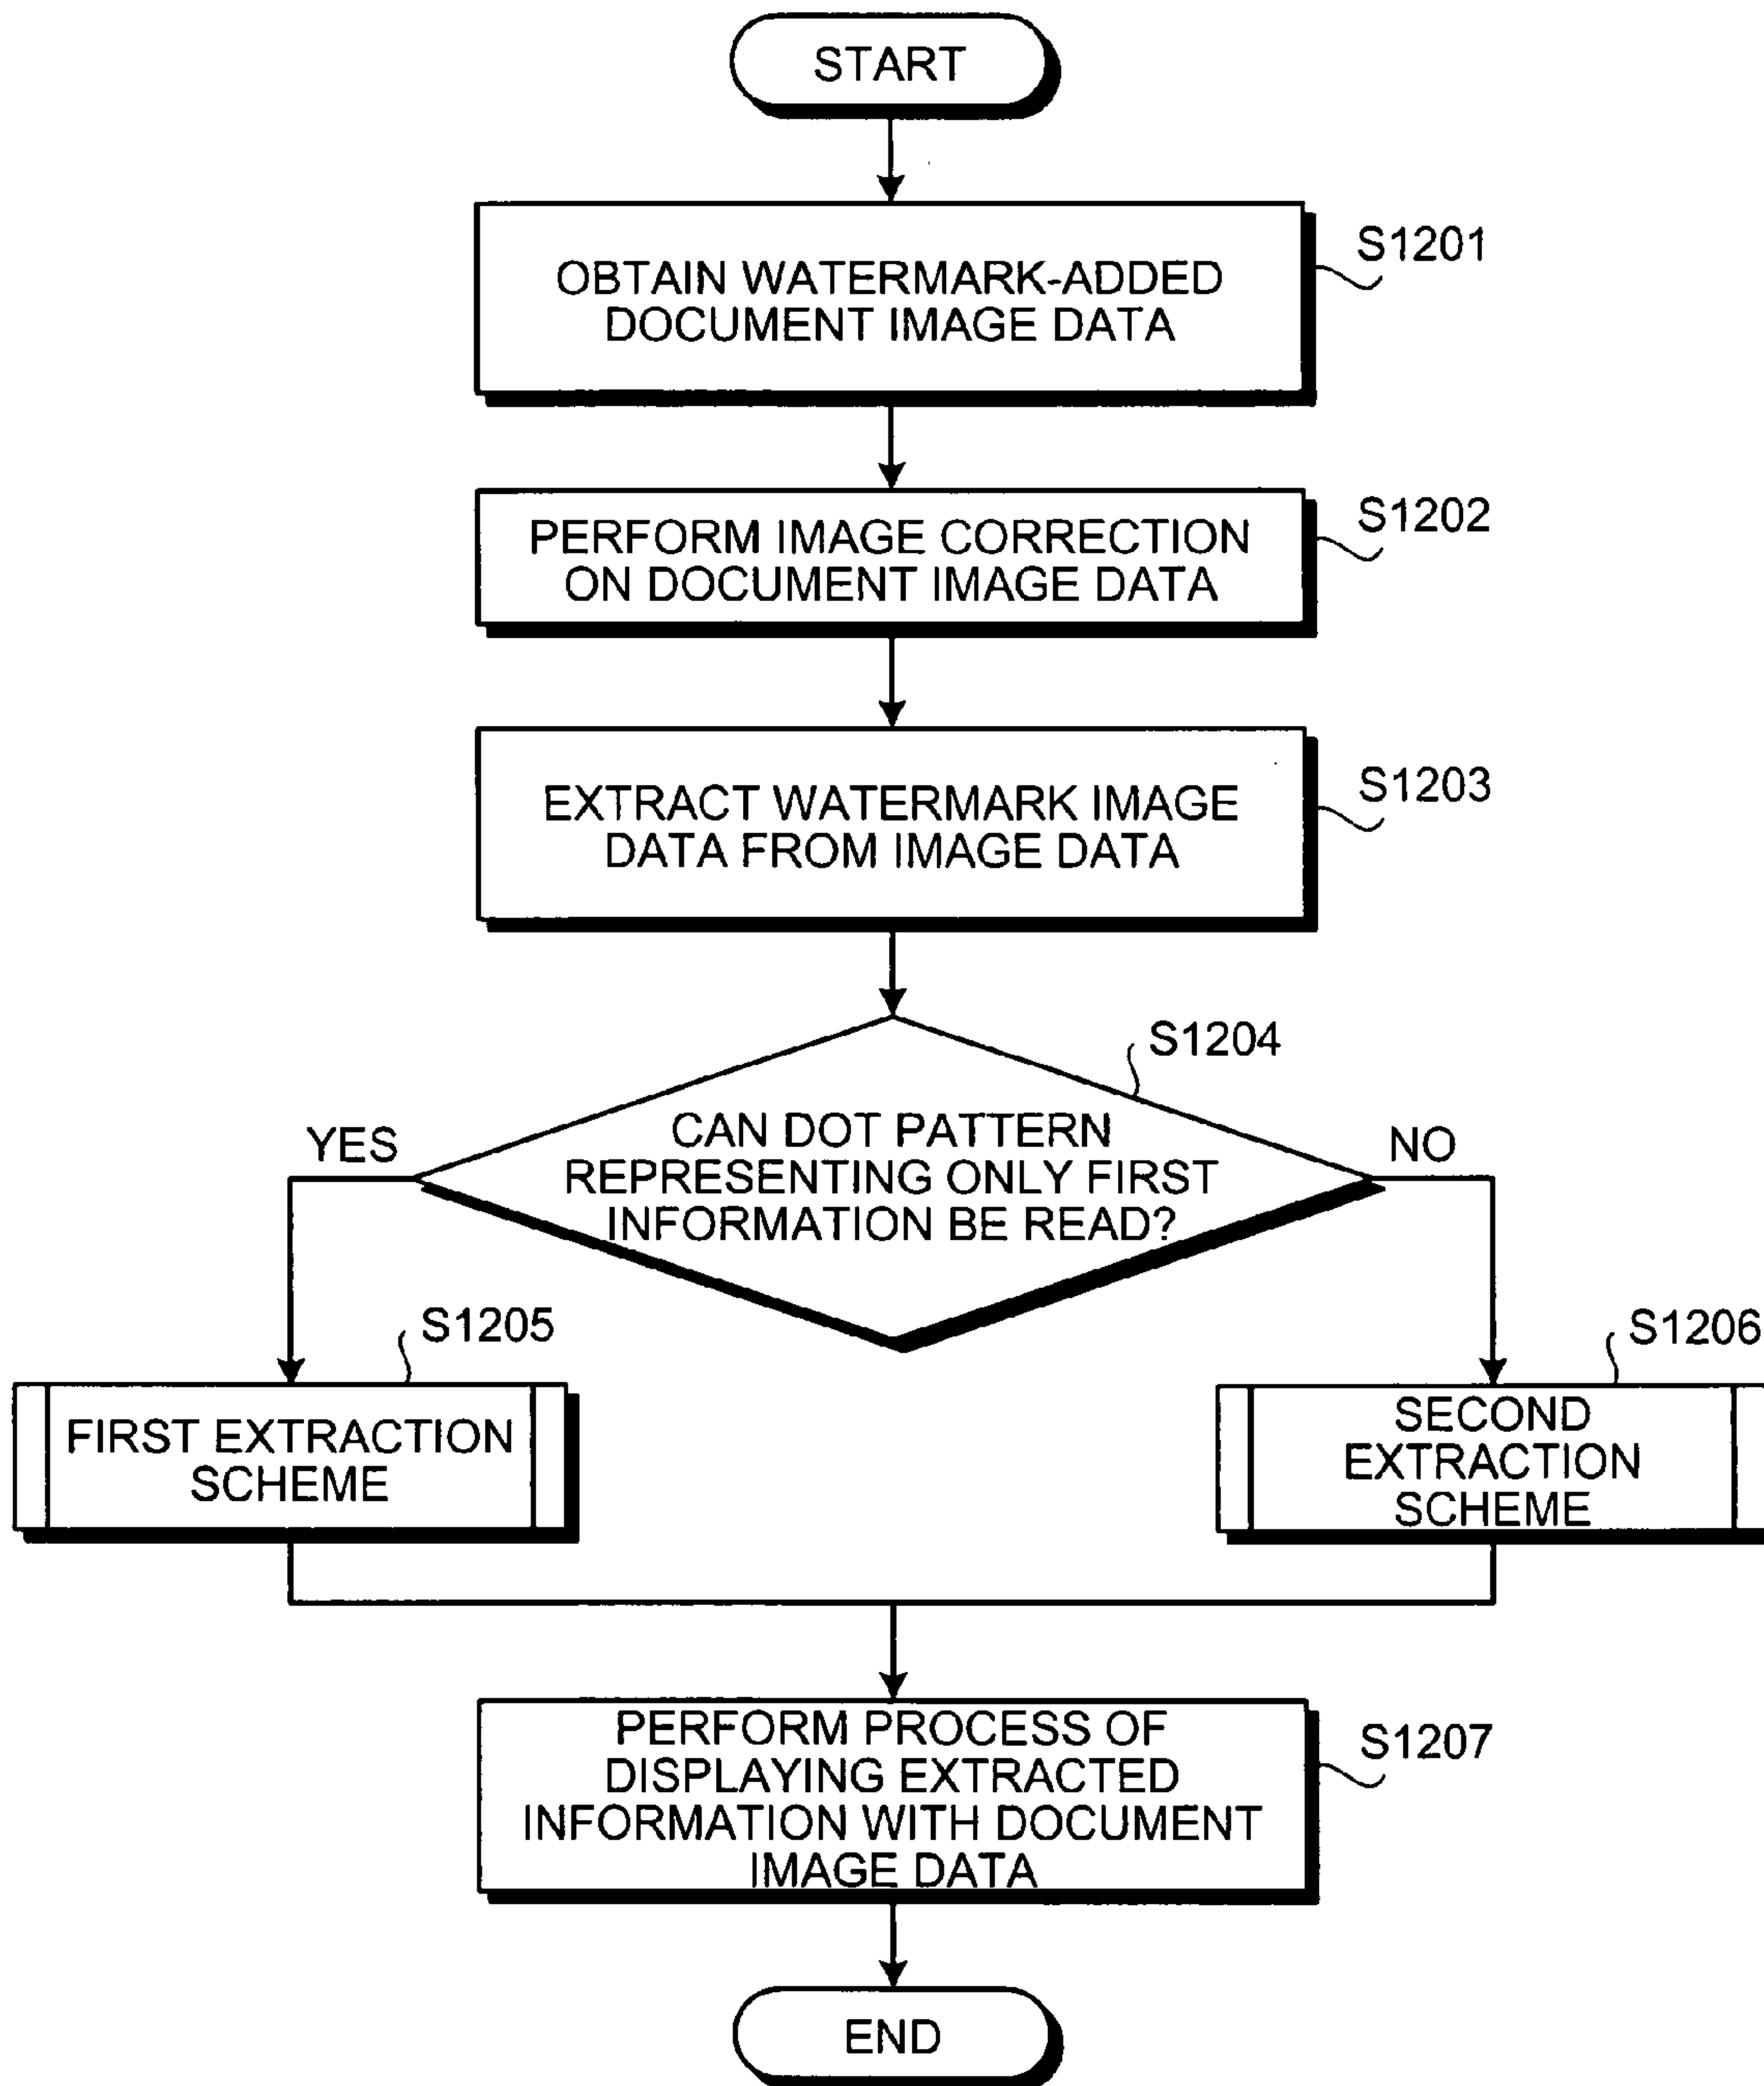 START
OBTAIN WATERMARK-ADDED
DOCUMENT IMAGE DATA
S1201
PERFORM IMAGE CORRECTION
ON DOCUMENT IMAGE DATA
S1202
EXTRACT WATERMARK IMAGE
DATA FROM IMAGE DATA
S1203
S1204
CAN DOT PATTERN
REPRESENTING ONLY FIRST
INFORMATION BE READ?
YES
NO
S1205
FIRST EXTRACTION
SCHEME
S1206
SECOND
EXTRACTION
SCHEME
PERFORM PROCESS OF
DISPLAYING EXTRACTED
INFORMATION WITH DOCUMENT
IMAGE DATA
S1207
END